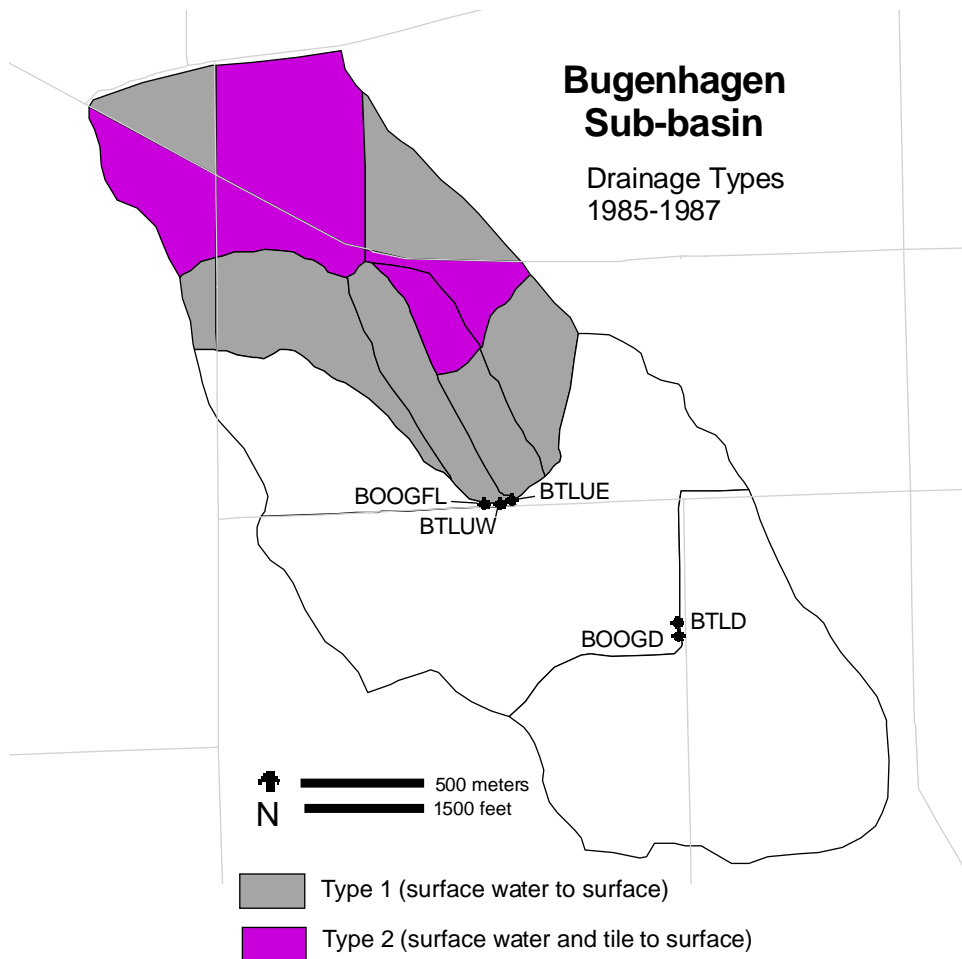 Bugenhagen
Sub-basin
Drainage Types
1985-1987
BOOGFL
BTLUE
BTLUW
BTLD
BOOGD
500 meters
N
1500 feet
Type 1 (surface water to surface)
Type 2 (surface water and tile to surface)